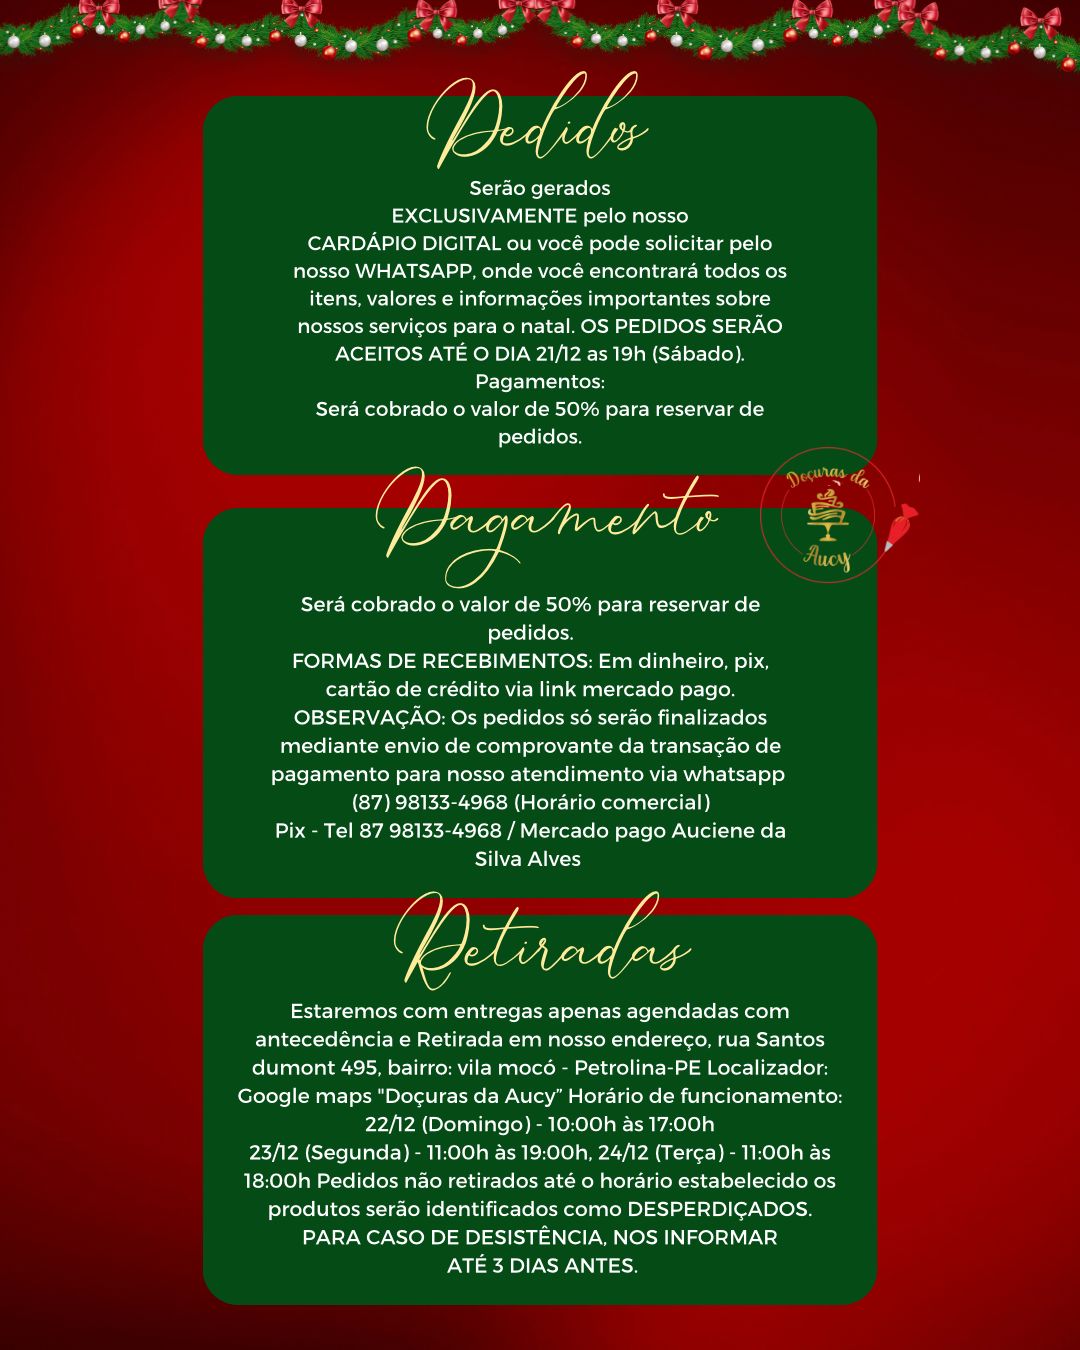 Pedidos
Serão gerados
EXCLUSIVAMENTE pelo nosso
CARDÁPIO DIGITAL ou você pode solicitar pelo
nosso WHATSAPP, onde você encontrará todos os
itens, valores e informações importantes sobre
nossos serviços para o natal. OS PEDIDOS SERÃO
ACEITOS ATÉ O DIA 21/12 as 19h (Sábado).
Pagamentos:
Será cobrado o valor de 50% para reservar de
pedidos.
Doçuras da
Aucy
Pagamento
Será cobrado o valor de 50% para reservar de
pedidos.
FORMAS DE RECEBIMENTOS: Em dinheiro, pix,
cartão de crédito via link mercado pago.
OBSERVAÇÃO: Os pedidos só serão finalizados
mediante envio de comprovante da transação de
pagamento para nosso atendimento via whatsapp
(87) 98133-4968 (Horário comercial)
Pix - Tel 87 98133-4968 / Mercado pago Auciene da
Silva Alves
Retiradas
Estaremos com entregas apenas agendadas com
antecedência e Retirada em nosso endereço, rua Santos
dumont 495, bairro: vila mocó - Petrolina-PE Localizador:
Google maps "Doçuras da Aucy” Horário de funcionamento:
22/12 (Domingo) - 10:00h às 17:00h
23/12 (Segunda) - 11:00h às 19:00h, 24/12 (Terça) - 11:00h às
18:00h Pedidos não retirados até o horário estabelecido os
produtos serão identificados como DESPERDIÇADOS.
PARA CASO DE DESISTÊNCIA, NOS INFORMAR
ATÉ 3 DIAS ANTES.